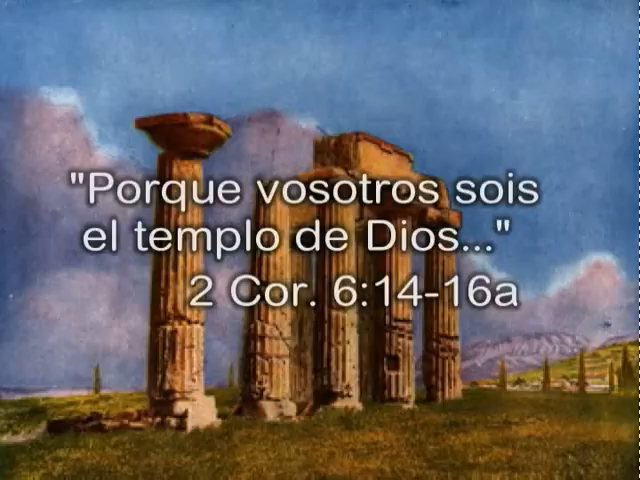 "Porque vosotros sois
el templo de Dios..."
2 Cor. 6:14-16a